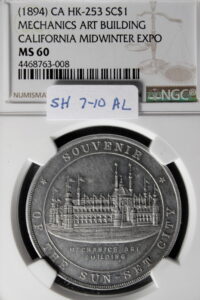 (1894) CA HK-253 SC$1
MECHANICS ART BUILDING
CALIFORNIA MIDWINTER EXPO
MS 60
4468763-008
NUMISMA
NGC
SH 7-10 AL
SOUVENIR
OF THE SUN-SET CITY
MECHANICS ART
BUILDING